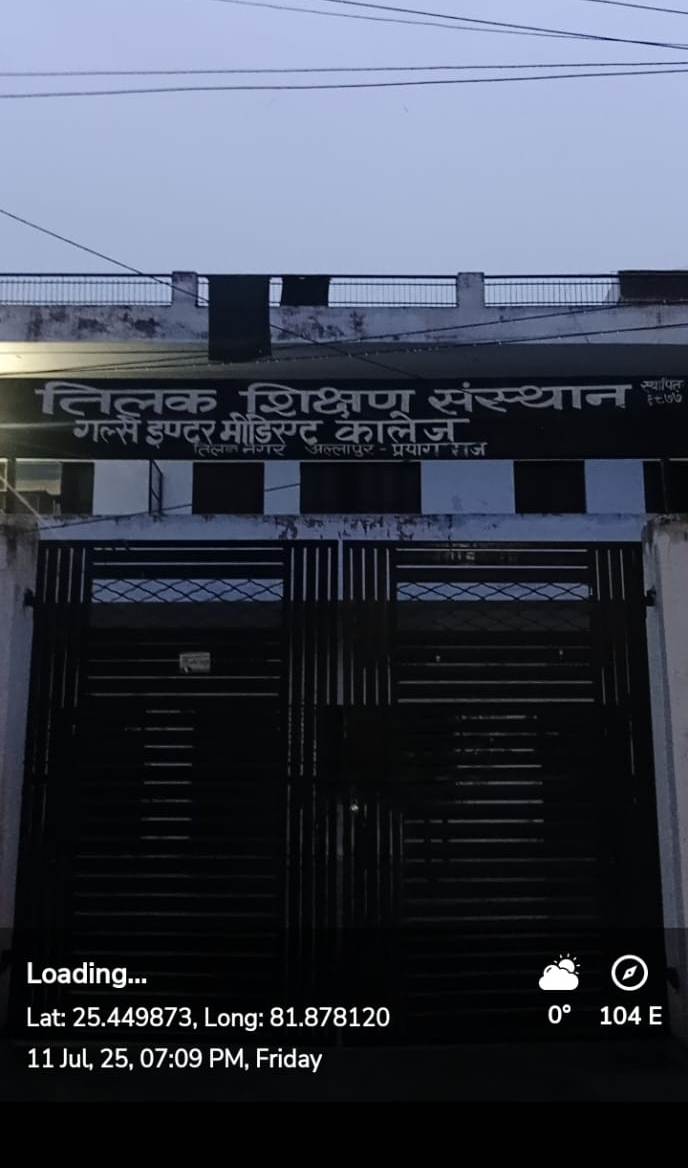 तिलक शिक्षण संस्थान
स्थापित
१९७७
गर्ल्स इण्टर मीडिएट कालेज
तिलक नगर अल्लापुर - प्रयाग राज
Loading...
Lat: 25.449873, Long: 81.878120
0° 104 E
11 Jul, 25, 07:09 PM, Friday